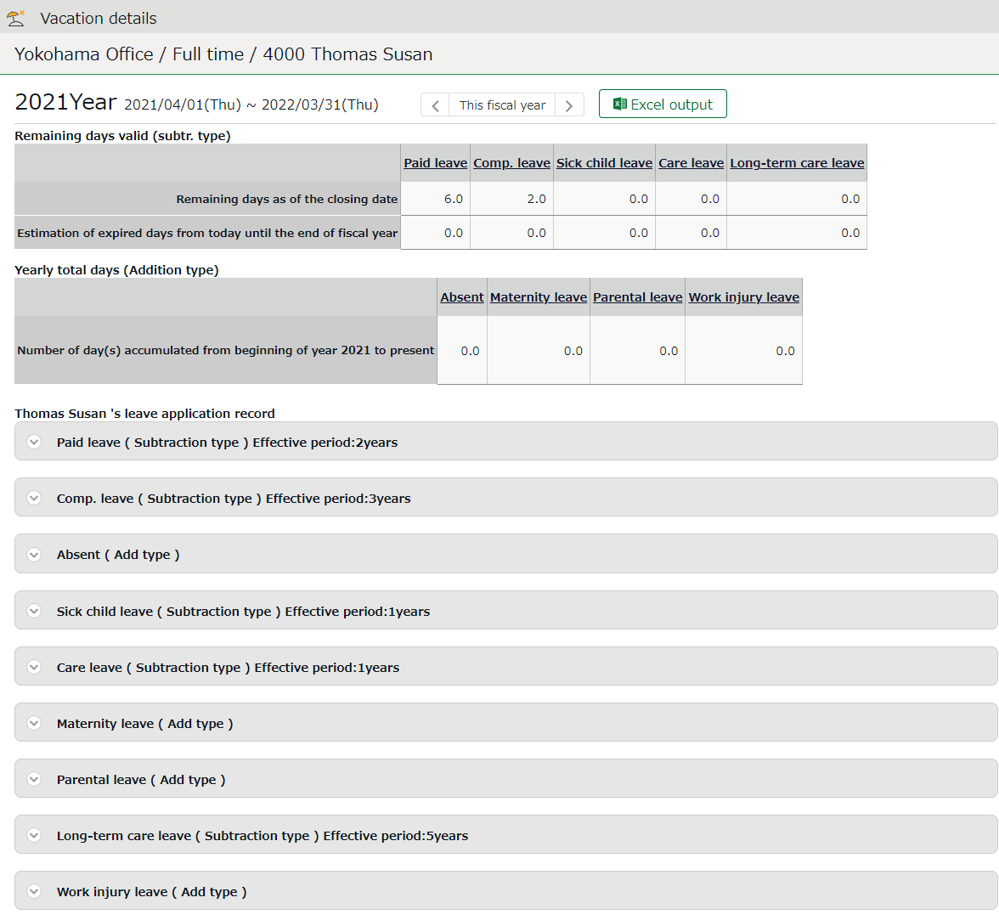 Vacation details
Yokohama Office / Full time / 4000 Thomas Susan
2021Year 2021/04/01(Thu) ~ 2022/03/31(Thu) This fiscal year Excel output
Remaining days valid (subtr. type)
Paid leave Comp. leave Sick child leave Care leave Long-term care leave
Remaining days as of the closing date 6.0 2.0 0.0 0.0 0.0
Estimation of expired days from today until the end of fiscal year 0.0 0.0 0.0 0.0 0.0
Yearly total days (Addition type)
Absent Maternity leave Parental leave Work injury leave
Number of day(s) accumulated from beginning of year 2021 to present 0.0 0.0 0.0 0.0
Thomas Susan 's leave application record
Paid leave ( Subtraction type ) Effective period:2years
Comp. leave ( Subtraction type ) Effective period:3years
Absent ( Add type )
Sick child leave ( Subtraction type ) Effective period:1years
Care leave ( Subtraction type ) Effective period:1years
Maternity leave ( Add type )
Parental leave ( Add type )
Long-term care leave ( Subtraction type ) Effective period:5years
Work injury leave ( Add type )